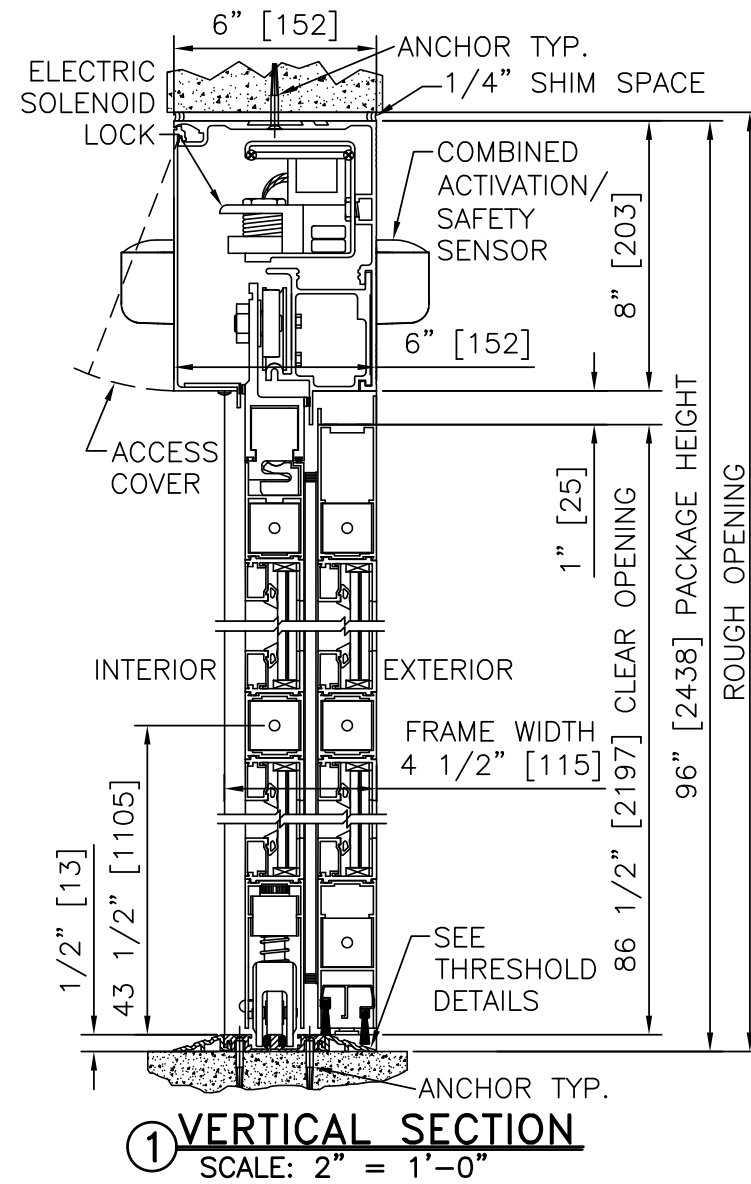 6” [152]
ANCHOR TYP.
1/4” SHIM SPACE
ELECTRIC
SOLENOID
LOCK
COMBINED
ACTIVATION/
SAFETY
SENSOR
8” [203]
6” [152]
ACCESS
COVER
1” [25]
86 1/2” [2197] CLEAR OPENING
96” [2438] PACKAGE HEIGHT
ROUGH OPENING
INTERIOR
EXTERIOR
FRAME WIDTH
4 1/2” [115]
1/2” [13]
43 1/2” [1105]
SEE
THRESHOLD
DETAILS
ANCHOR TYP.
1 VERTICAL SECTION
SCALE: 2” = 1’-0”